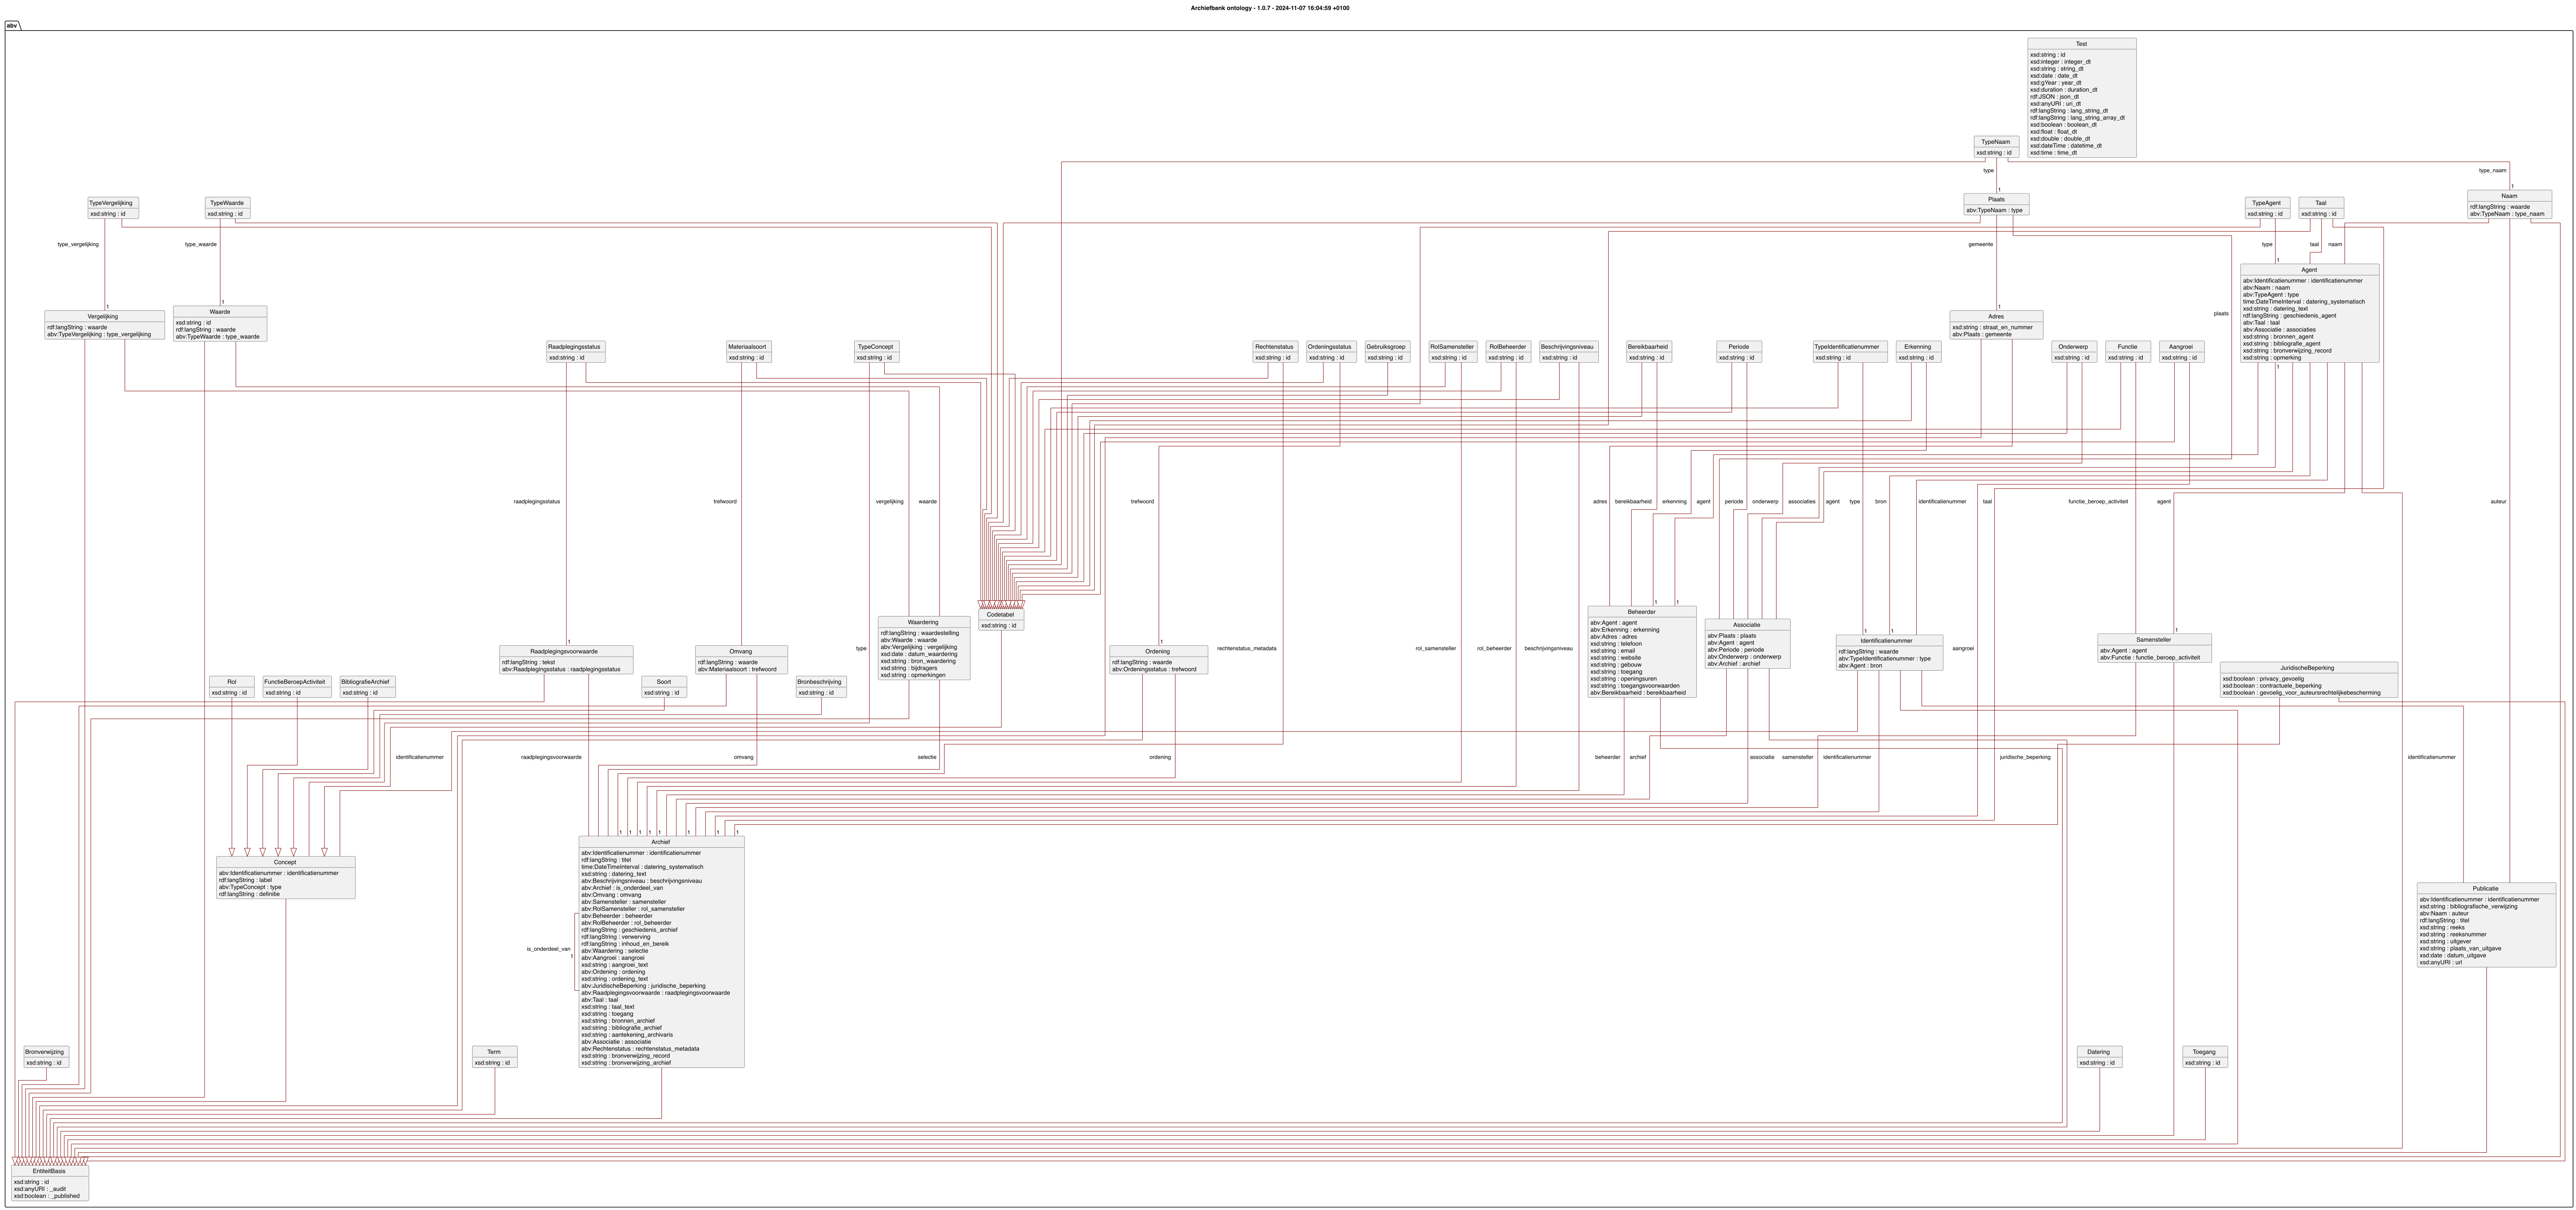 Archiefbank ontology - 1.0.7 - 2024-11-07 16:04:59 +0100
abv
Test
xsd:string : id
xsd:integer : integer_dt
xsd:string : string_dt
xsd:date : date_dt
xsd:gYear : year_dt
xsd:duration : duration_dt
rdf:JSON : json_dt
xsd:anyURI : uri_dt
rdf:langString : lang_string_dt
rdf:langString : lang_string_array_dt
xsd:boolean : boolean_dt
xsd:float : float_dt
xsd:double : double_dt
xsd:dateTime : datetime_dt
xsd:time : time_dt
TypeNaam
xsd:string : id
type
type_naam
1
1
TypeVergelijking
xsd:string : id
TypeWaarde
xsd:string : id
Plaats
abv:TypeNaam : type
TypeAgent
xsd:string : id
Taal
xsd:string : id
Naam
rdf:langString : waarde
abv:TypeNaam : type_naam
type_vergelijking
type_waarde
gemeente
type
taal
naam
1
1
1
1
Vergelijking
rdf:langString : waarde
abv:TypeVergelijking : type_vergelijking
Waarde
xsd:string : id
rdf:langString : waarde
abv:TypeWaarde : type_waarde
Adres
xsd:string : straat_en_nummer
abv:Plaats : gemeente
plaats
Agent
abv:Identificatienummer : identificatienummer
abv:Naam : naam
abv:TypeAgent : type
time:DateTimeInterval : datering_systematisch
xsd:string : datering_text
rdf:langString : geschiedenis_agent
abv:Taal : taal
abv:Associatie : associaties
xsd:string : bronnen_agent
xsd:string : bibliografie_agent
xsd:string : bronverwijzing_record
xsd:string : opmerking
1
Raadplegingsstatus
xsd:string : id
Materiaalsoort
xsd:string : id
TypeConcept
xsd:string : id
Rechtenstatus
xsd:string : id
Ordeningsstatus
xsd:string : id
Gebruiksgroep
xsd:string : id
RolSamensteller
xsd:string : id
RolBeheerder
xsd:string : id
Beschrijvingsniveau
xsd:string : id
Bereikbaarheid
xsd:string : id
Periode
xsd:string : id
TypeIdentificatienummer
xsd:string : id
Erkenning
xsd:string : id
Onderwerp
xsd:string : id
Functie
xsd:string : id
Aangroei
xsd:string : id
raadplegingsstatus
trefwoord
vergelijking
waarde
trefwoord
adres
bereikbaarheid
erkenning
agent
periode
onderwerp
associaties
agent
type
bron
identificatienummer
taal
functie_beroep_activiteit
agent
auteur
1
1
1
1
1
1
1
Raadplegingsvoorwaarde
rdf:langString : tekst
abv:Raadplegingsstatus : raadplegingsstatus
Omvang
rdf:langString : waarde
abv:Materiaalsoort : trefwoord
type
Waardering
rdf:langString : waardestelling
abv:Waarde : waarde
abv:Vergelijking : vergelijking
xsd:date : datum_waardering
xsd:string : bron_waardering
xsd:string : bijdragers
xsd:string : opmerkingen
Codetabel
xsd:string : id
Ordening
rdf:langString : waarde
abv:Ordeningsstatus : trefwoord
rechtenstatus_metadata
rol_samensteller
rol_beheerder
beschrijvingsniveau
Beheerder
abv:Agent : agent
abv:Erkenning : erkenning
abv:Adres : adres
xsd:string : telefoon
xsd:string : email
xsd:string : website
xsd:string : gebouw
xsd:string : toegang
xsd:string : openingsuren
xsd:string : toegangsvoorwaarden
abv:Bereikbaarheid : bereikbaarheid
Associatie
abv:Plaats : plaats
abv:Agent : agent
abv:Periode : periode
abv:Onderwerp : onderwerp
abv:Archief : archief
Identificatienummer
rdf:langString : waarde
abv:TypeIdentificatienummer : type
abv:Agent : bron
aangroei
Samensteller
abv:Agent : agent
abv:Functie : functie_beroep_activiteit
JuridischeBeperking
xsd:boolean : privacy_gevoelig
xsd:boolean : contractuele_beperking
xsd:boolean : gevoelig_voor_auteursrechtelijkebescherming
Rol
xsd:string : id
FunctieBeroepActiviteit
xsd:string : id
BibliografieArchief
xsd:string : id
Soort
xsd:string : id
Bronbeschrijving
xsd:string : id
identificatienummer
raadplegingsvoorwaarde
omvang
selectie
ordening
beheerder
archief
associatie
samensteller
identificatienummer
juridische_beperking
identificatienummer
1
1
1
1
1
1
1
1
Concept
abv:Identificatienummer : identificatienummer
rdf:langString : label
abv:TypeConcept : type
rdf:langString : definitie
Archief
abv:Identificatienummer : identificatienummer
rdf:langString : titel
time:DateTimeInterval : datering_systematisch
xsd:string : datering_text
abv:Beschrijvingsniveau : beschrijvingsniveau
abv:Archief : is_onderdeel_van
abv:Omvang : omvang
abv:Samensteller : samensteller
abv:RolSamensteller : rol_samensteller
abv:Beheerder : beheerder
abv:RolBeheerder : rol_beheerder
rdf:langString : geschiedenis_archief
rdf:langString : verwerving
rdf:langString : inhoud_en_bereik
abv:Waardering : selectie
abv:Aangroei : aangroei
xsd:string : aangroei_text
abv:Ordening : ordening
xsd:string : ordening_text
abv:JuridischeBeperking : juridische_beperking
abv:Raadplegingsvoorwaarde : raadplegingsvoorwaarde
abv:Taal : taal
xsd:string : taal_text
xsd:string : toegang
xsd:string : bronnen_archief
xsd:string : bibliografie_archief
xsd:string : aantekening_archivaris
abv:Associatie : associatie
abv:Rechtenstatus : rechtenstatus_metadata
xsd:string : bronverwijzing_record
xsd:string : bronverwijzing_archief
is_onderdeel_van
1
Publicatie
abv:Identificatienummer : identificatienummer
xsd:string : bibliografische_verwijzing
abv:Naam : auteur
rdf:langString : titel
xsd:string : reeks
xsd:string : reeksnummer
xsd:string : uitgever
xsd:string : plaats_van_uitgave
xsd:date : datum_uitgave
xsd:anyURI : url
Bronverwijzing
xsd:string : id
Term
xsd:string : id
Datering
xsd:string : id
Toegang
xsd:string : id
EntiteitBasis
xsd:string : id
xsd:anyURI : _audit
xsd:boolean : _published